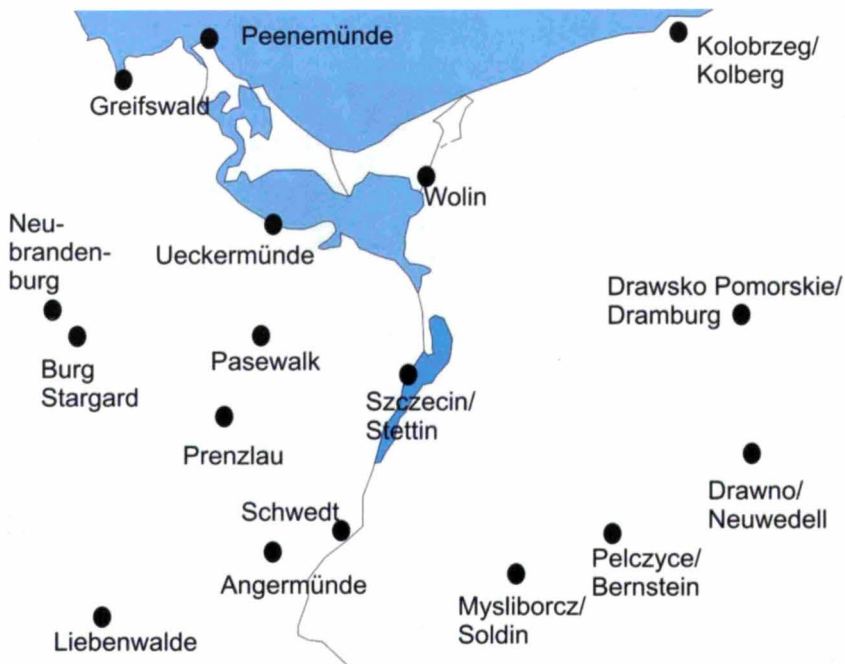 Peenemünde
Kolobrzeg/
Kolberg
Greifswald
Wolin
Neu-
branden-
burg
Ueckermünde
Drawsko Pomorskie/
Dramburg
Burg
Stargard
Pasewalk
Szczecin/
Stettin
Prenzlau
Drawno/
Neuwedell
Schwedt
Angermünde
Pelczyce/
Bernstein
Mysliborcz/
Soldin
Liebenwalde